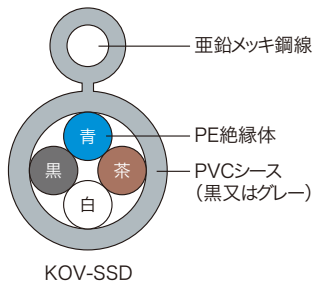 亜鉛メッキ鋼線
青
PE絶縁体
黒
茶
PVCシース
（黒又はグレー）
白
KOV-SSD